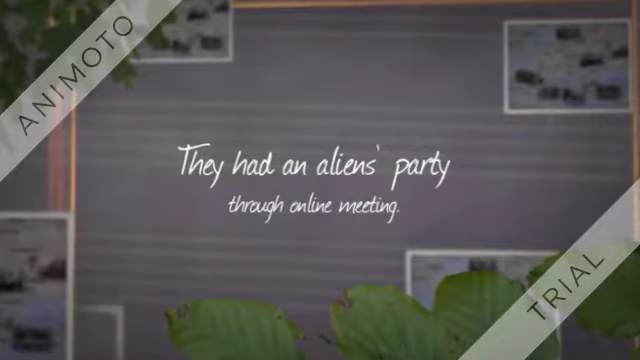 ANIMOTO
They had an aliens' party
through online meeting.
TRIAL